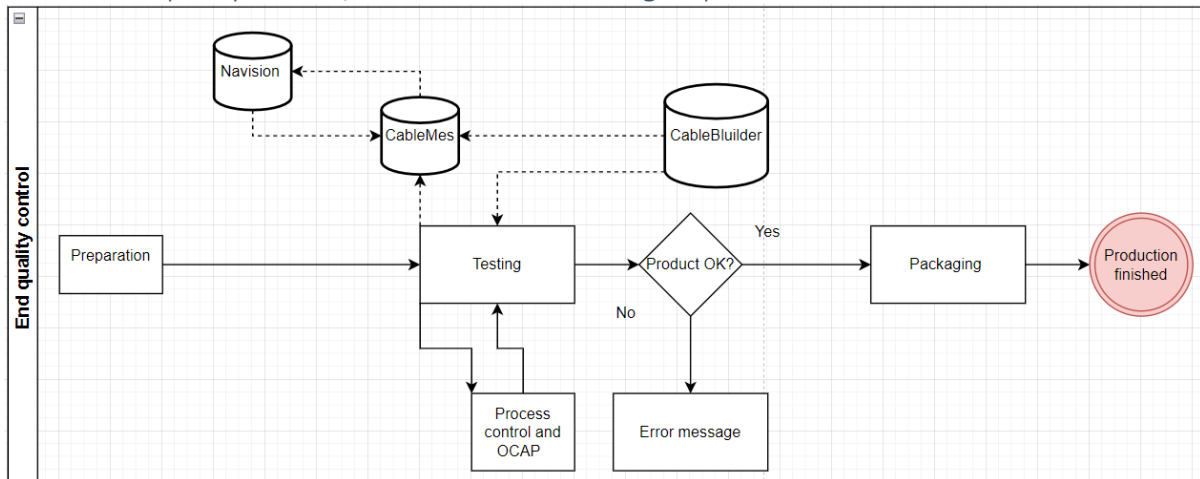 End quality control
Navision
CableMes
CableBluilder
Preparation
Testing
Product OK?
Yes
No
Packaging
Production
finished
Process
control and
OCAP
Error message